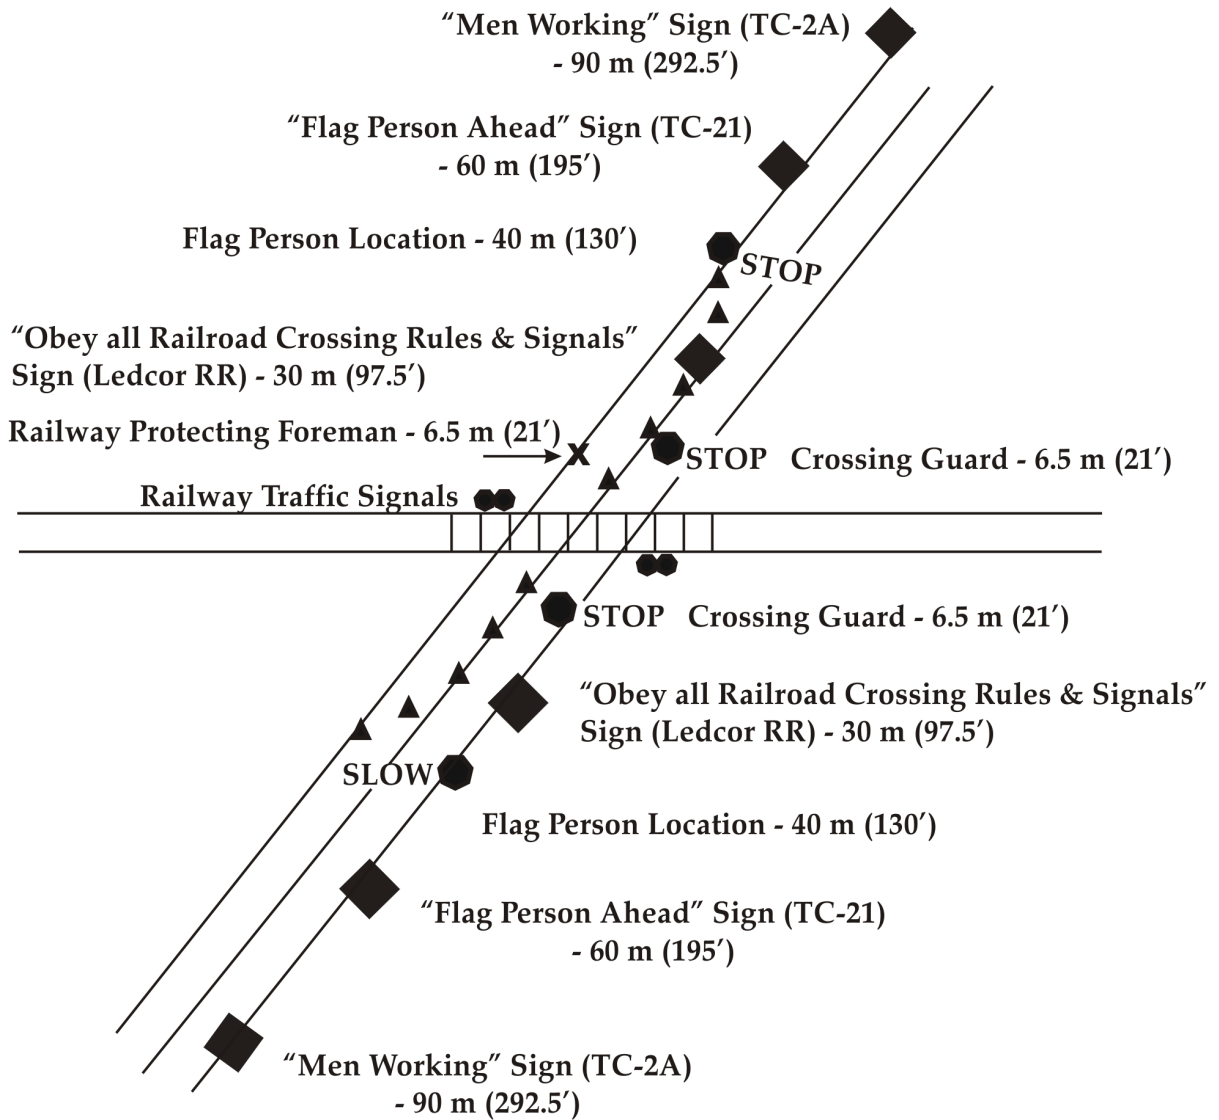 “Men Working” Sign (TC-2A)
- 90 m (292.5′)
“Flag Person Ahead” Sign (TC-21)
- 60 m (195′)
Flag Person Location - 40 m (130′)
STOP
“Obey all Railroad Crossing Rules & Signals”
Sign (Ledcor RR) - 30 m (97.5′)
Railway Protecting Foreman - 6.5 m (21′)
X
STOP Crossing Guard - 6.5 m (21′)
Railway Traffic Signals
STOP Crossing Guard - 6.5 m (21′)
“Obey all Railroad Crossing Rules & Signals”
Sign (Ledcor RR) - 30 m (97.5′)
SLOW
Flag Person Location - 40 m (130′)
“Flag Person Ahead” Sign (TC-21)
- 60 m (195′)
“Men Working” Sign (TC-2A)
- 90 m (292.5′)